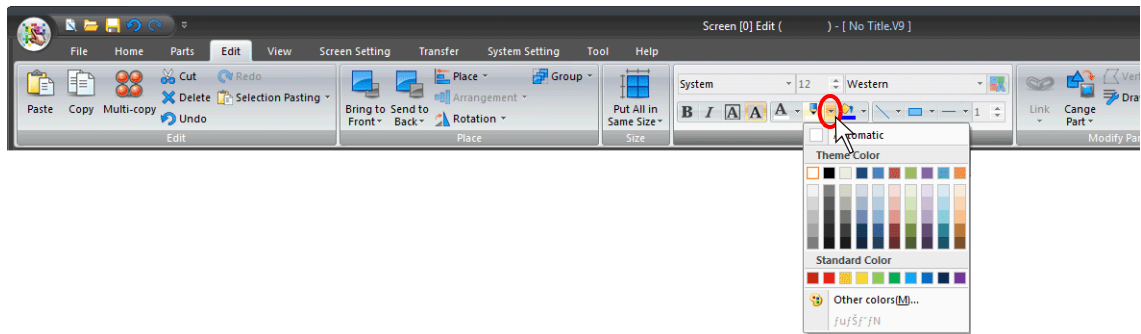 Screen [0] Edit ( ) - [ No Title.V9 ]
File Home Parts Edit View Screen Setting Transfer System Setting Tool Help
Cut Redo Place Group System 12 Western
Paste Copy Multi-copy Delete Selection Pasting Bring to Front Send to Back Arrangement Put All in Same Size B I A A A 1 Link Cange Part
Undo Rotation
Edit Place Size Modify Par
Automatic
Theme Color
Standard Color
Other colors(M)...
ƒuƒŠƒ“ƒN